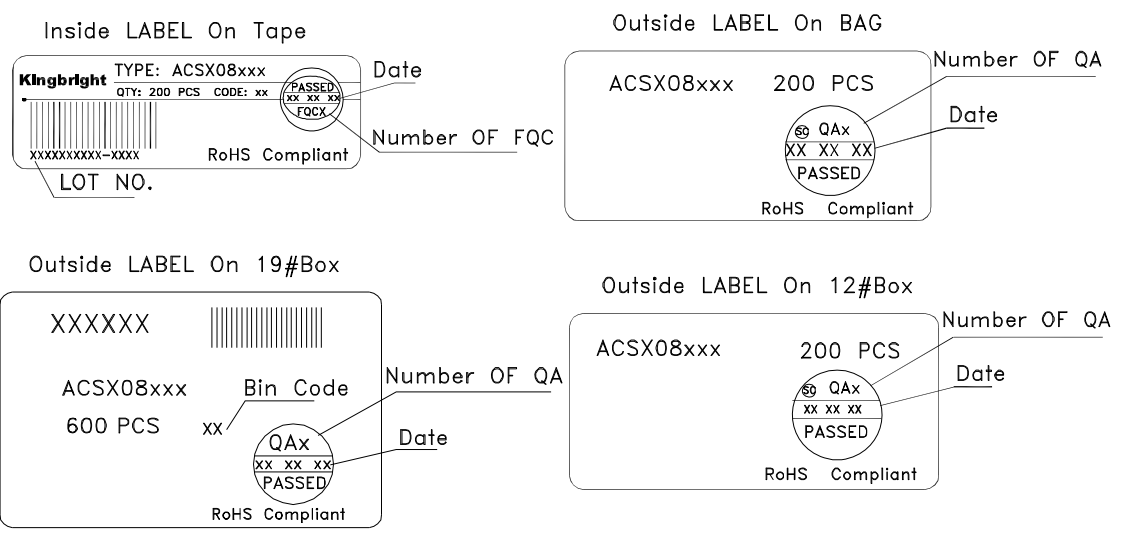 Inside LABEL On Tape
Kingbright
TYPE: ACSX08xxx
QTY: 200 PCS CODE: xx
PASSED
xx xx xx
FQCX
Date
Number OF FQC
XXXXXXXXXX-XXXX
RoHS Compliant
LOT NO.
Outside LABEL On BAG
ACSX08xxx 200 PCS
Number OF QA
SC QAx
XX XX XX
PASSED
Date
RoHS Compliant
Outside LABEL On 19#Box
XXXXXX
ACSX08xxx
Bin Code
600 PCS
xx
Number OF QA
QAx
xx xx xx
PASSED
Date
RoHS Compliant
Outside LABEL On 12#Box
ACSX08xxx 200 PCS
Number OF QA
SC QAx
xx xx xx
PASSED
Date
RoHS Compliant